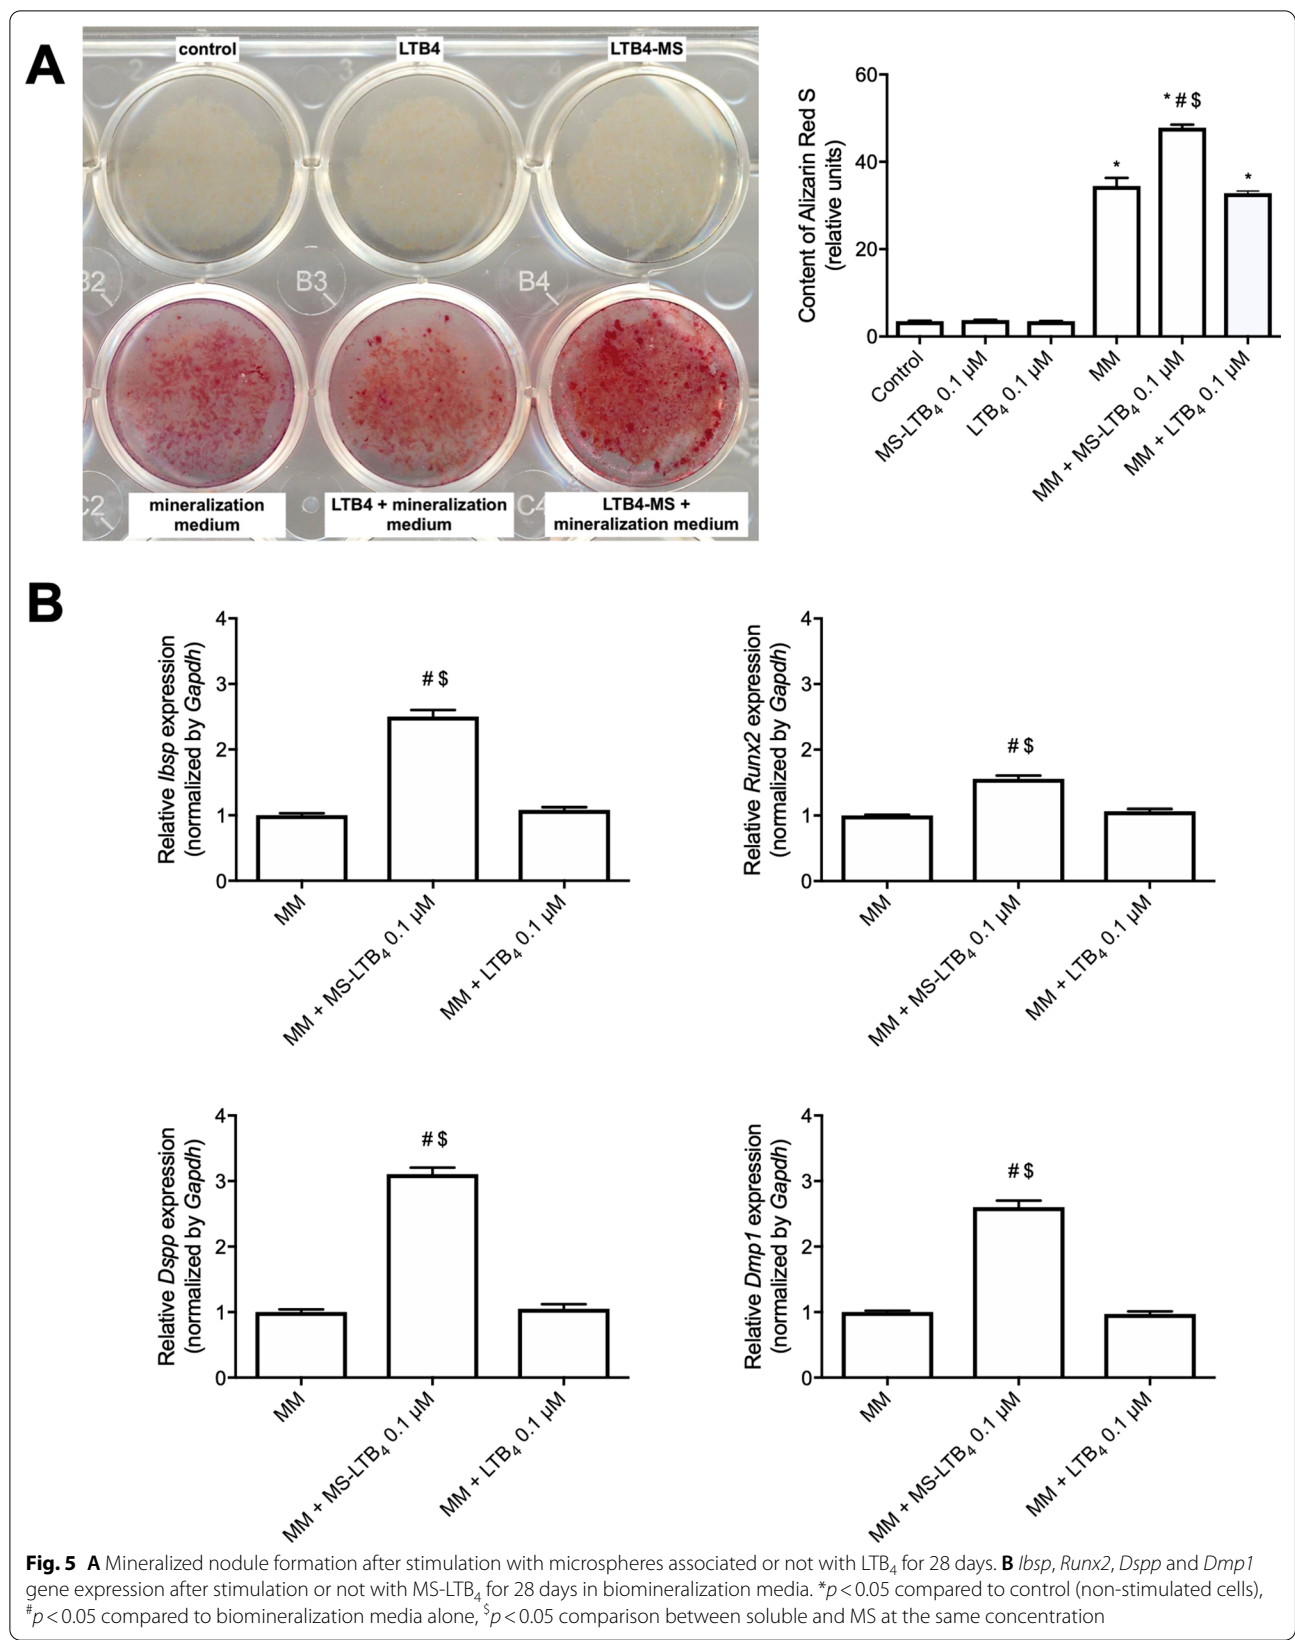 A
control
LTB4
LTB4-MS
2
3
4
B2
B3
B4
mineralization
medium
LTB4 + mineralization
medium
LTB4-MS +
mineralization medium
C2
C4
Content of Alizarin Red S
(relative units)
60
40
20
0
*
* # $
*
Control
MS-LTB₄ 0.1 µM
LTB₄ 0.1 µM
MM
MM + MS-LTB₄ 0.1 µM
MM + LTB₄ 0.1 µM
B
Relative Ibsp expression
(normalized by Gapdh)
4
3
2
1
0
# $
MM
MM + MS-LTB₄ 0.1 µM
MM + LTB₄ 0.1 µM
Relative Runx2 expression
(normalized by Gapdh)
4
3
2
1
0
# $
MM
MM + MS-LTB₄ 0.1 µM
MM + LTB₄ 0.1 µM
Relative Dspp expression
(normalized by Gapdh)
4
3
2
1
0
# $
MM
MM + MS-LTB₄ 0.1 µM
MM + LTB₄ 0.1 µM
Relative Dmp1 expression
(normalized by Gapdh)
4
3
2
1
0
# $
MM
MM + MS-LTB₄ 0.1 µM
MM + LTB₄ 0.1 µM
Fig. 5 A Mineralized nodule formation after stimulation with microspheres associated or not with LTB₄ for 28 days. B Ibsp, Runx2, Dspp and Dmp1
gene expression after stimulation or not with MS-LTB₄ for 28 days in biomineralization media. *p < 0.05 compared to control (non-stimulated cells),
#p < 0.05 compared to biomineralization media alone, $p < 0.05 comparison between soluble and MS at the same concentration